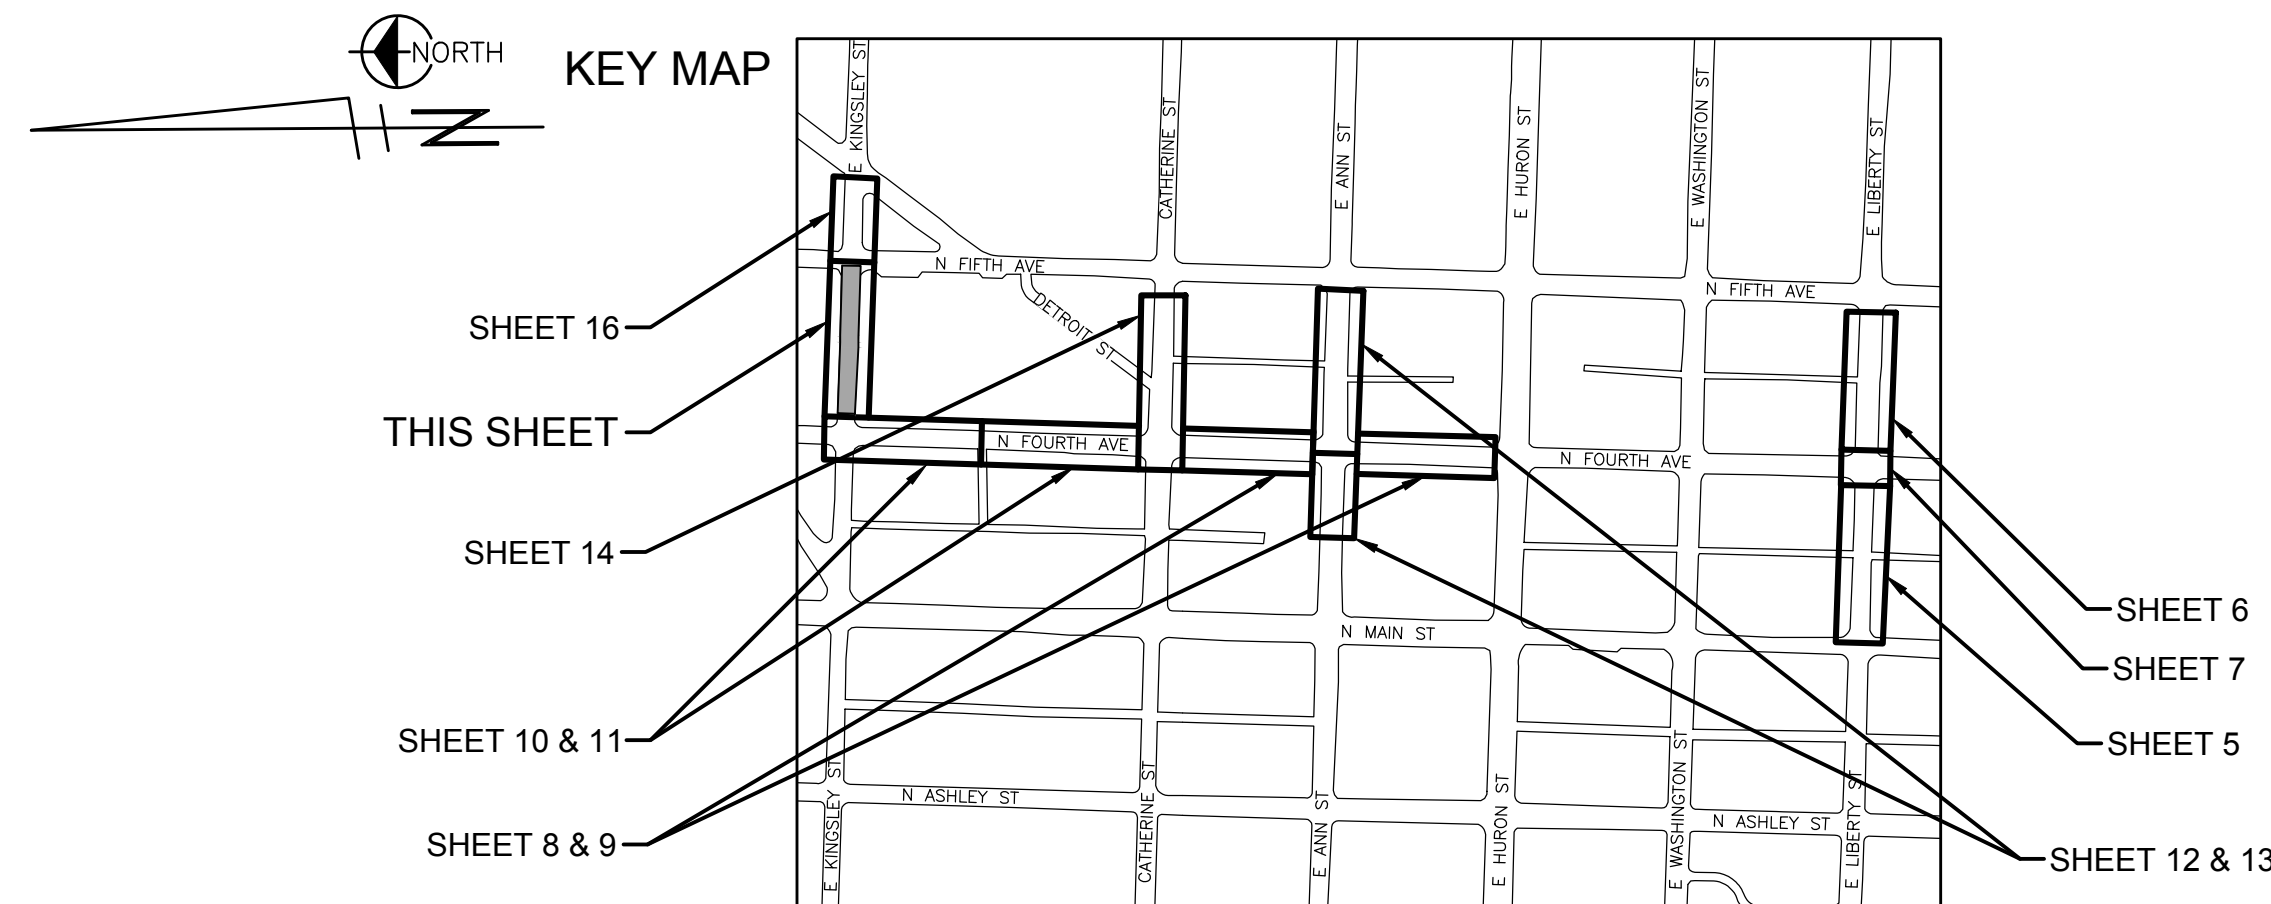 NORTH
KEY MAP
N
E KINGSLEY ST
CATHERINE ST
E ANN ST
E HURON ST
E WASHINGTON ST
E LIBERTY ST
N FIFTH AVE
N FIFTH AVE
DETROIT ST
SHEET 16
THIS SHEET
N FOURTH AVE
N FOURTH AVE
SHEET 14
SHEET 6
N MAIN ST
SHEET 7
SHEET 10 & 11
SHEET 5
E KINGSLEY ST
N ASHLEY ST
CATHERINE ST
E ANN ST
E HURON ST
E WASHINGTON ST
N ASHLEY ST
E LIBERTY ST
SHEET 8 & 9
SHEET 12 & 13